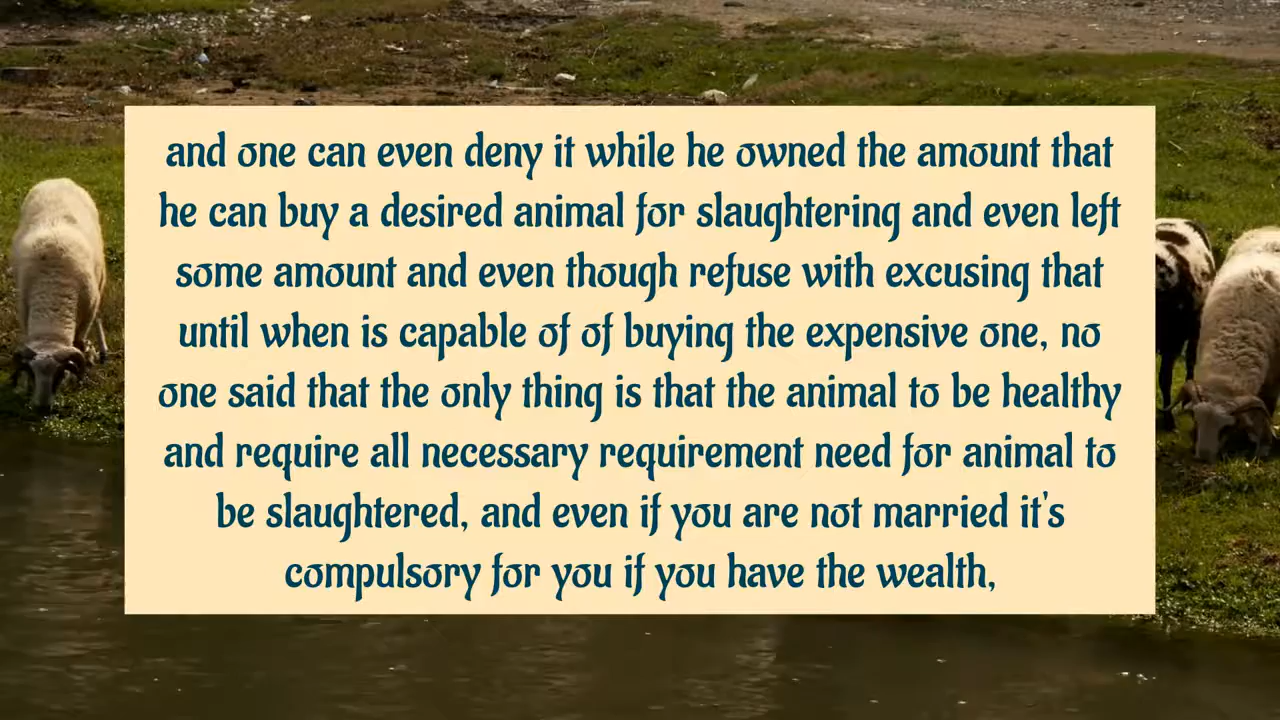 and one can even deny it while he owned the amount that
he can buy a desired animal for slaughtering and even left
some amount and even though refuse with excusing that
until when is capable of of buying the expensive one, no
one said that the only thing is that the animal to be healthy
and require all necessary requirement need for animal to
be slaughtered, and even if you are not married it's
compulsory for you if you have the wealth,